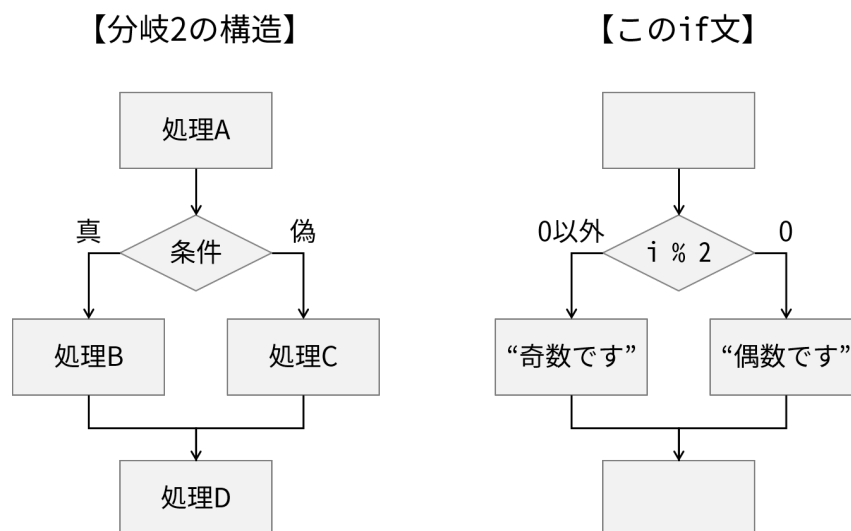 【分岐2の構造】
処理A
真
偽
条件
処理B
処理C
処理D
【このif文】
0以外
0
i % 2
“奇数です”
“偶数です”